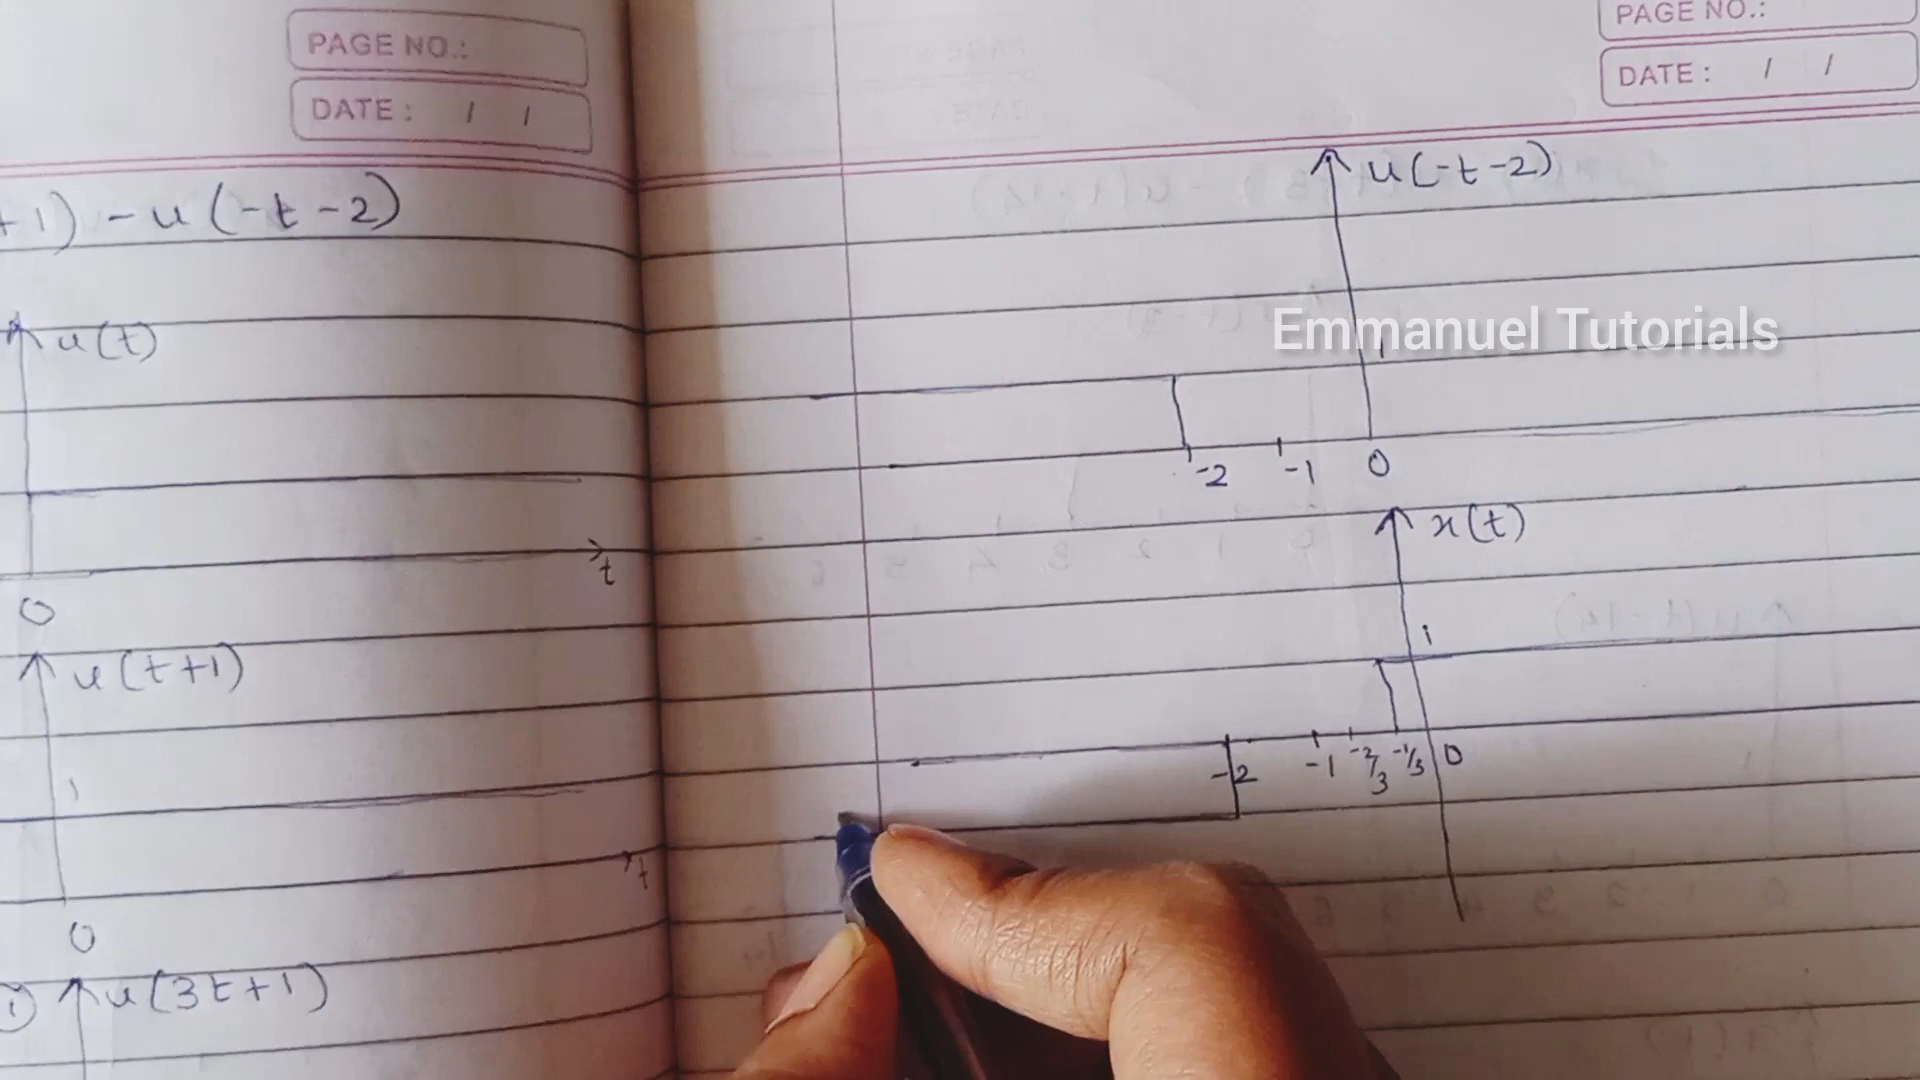 PAGE NO.:
DATE : / /
+1) - u (-t -2)
u(t)
t
0
u(t+1)
1
t
0
1
u(3t+1)
PAGE NO.:
DATE : / /
u(-t-2)
Emmanuel Tutorials
1
-2 -1 0
x(t)
1
-2 -1 -2/3 -1/3 0